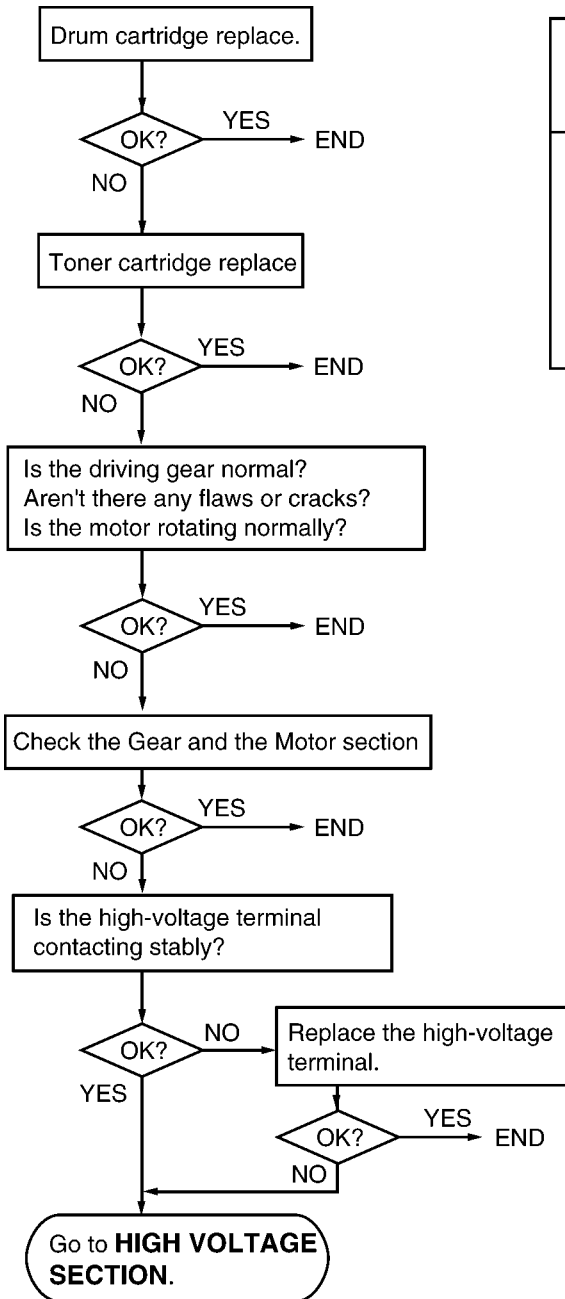 Drum cartridge replace.
OK?
YES
END
NO
Toner cartridge replace
OK?
YES
END
NO
Is the driving gear normal?
Aren't there any flaws or cracks?
Is the motor rotating normally?
OK?
YES
END
NO
Check the Gear and the Motor section
OK?
YES
END
NO
Is the high-voltage terminal
contacting stably?
OK?
NO
Replace the high-voltage
terminal.
YES
OK?
YES
END
NO
Go to HIGH VOLTAGE
SECTION.